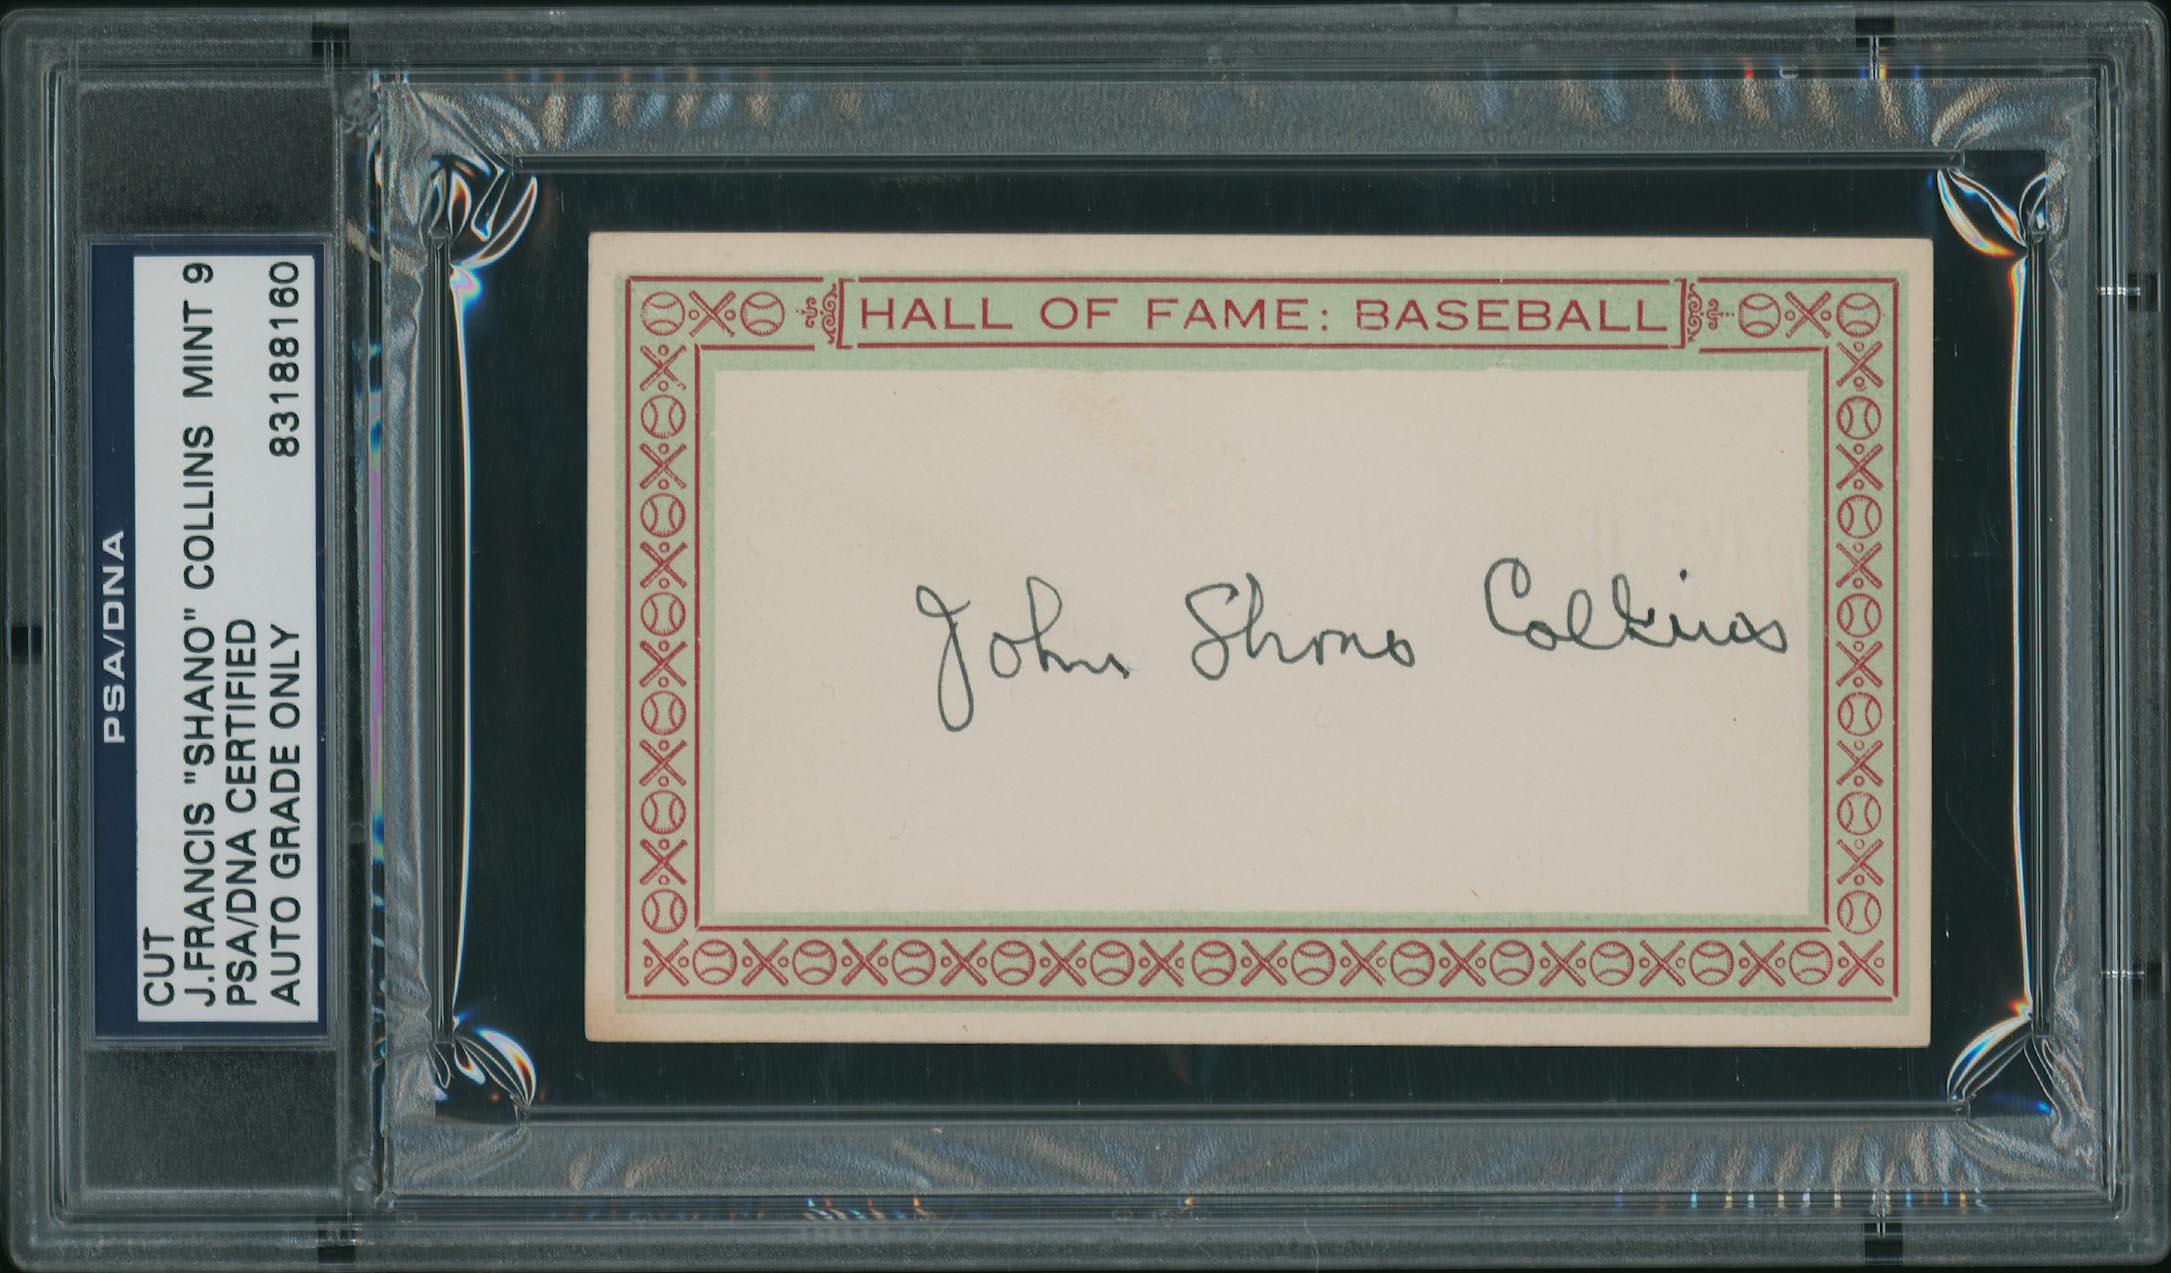 PSA/DNA
CUT
J.FRANCIS "SHANO" COLLINS MINT 9
PSA/DNA CERTIFIED
AUTO GRADE ONLY 83188160
HALL OF FAME: BASEBALL
John Shano Collins